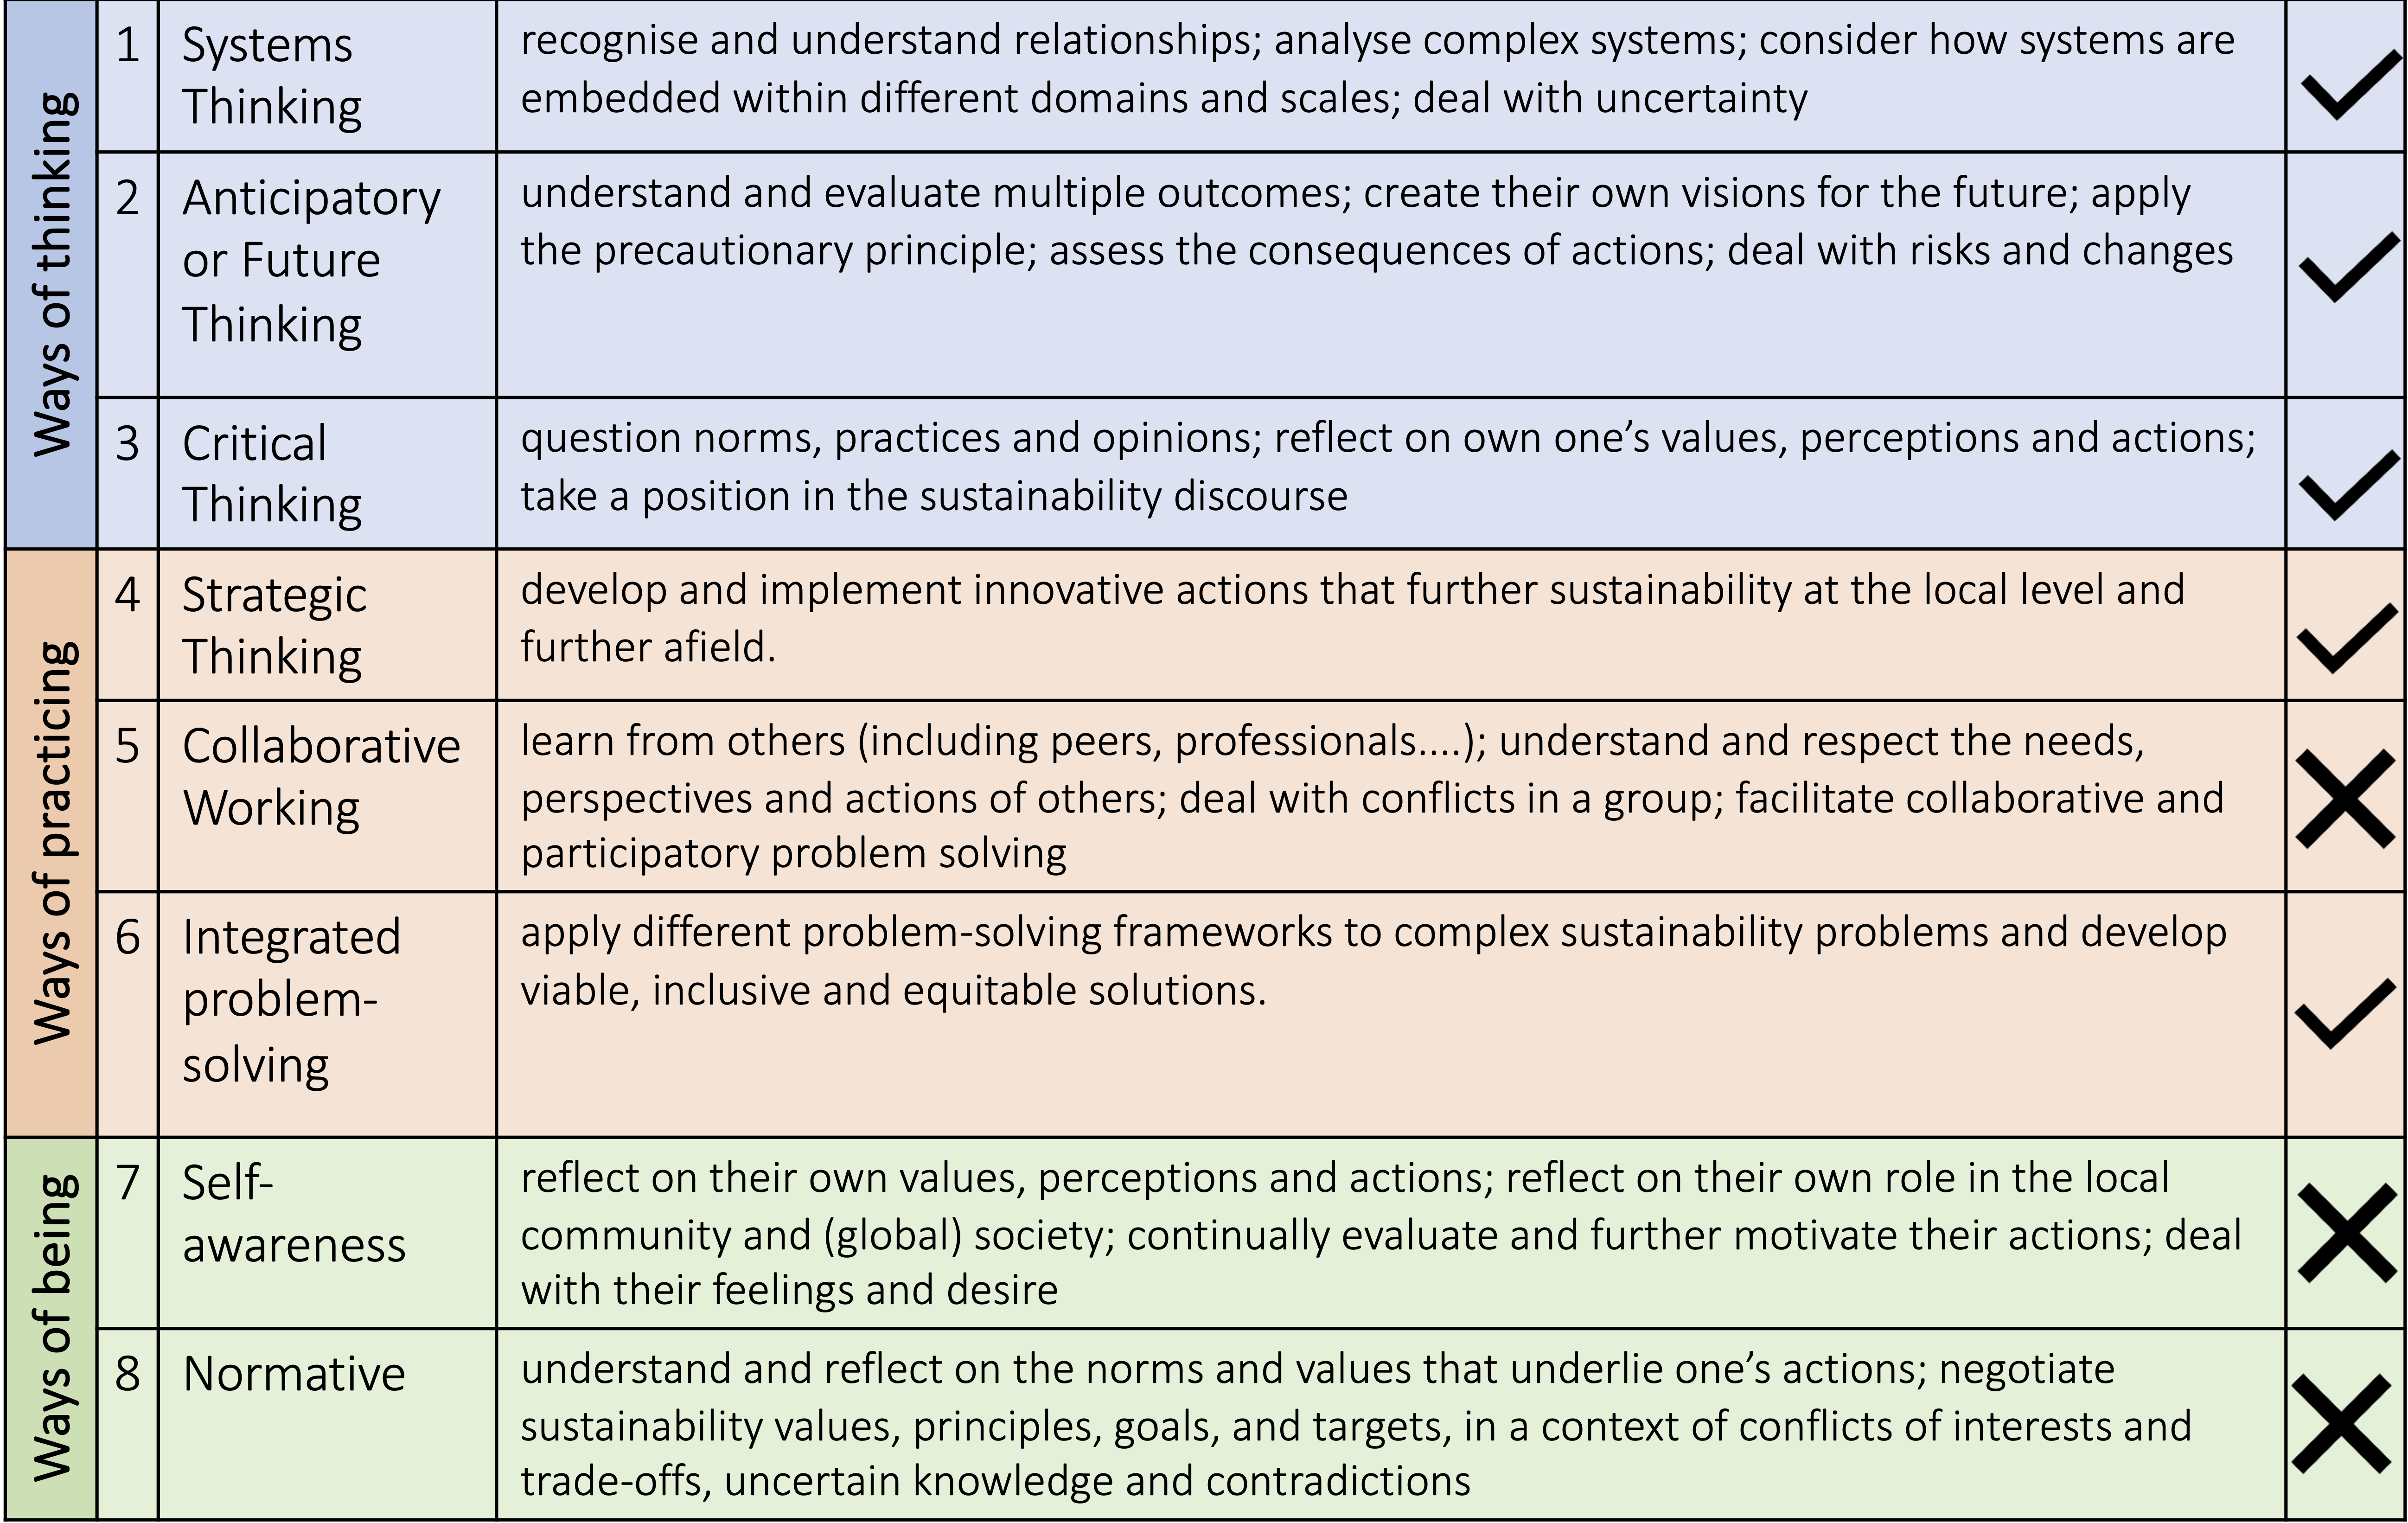 Ways of thinking
1
Systems
Thinking
recognise and understand relationships; analyse complex systems; consider how systems are
embedded within different domains and scales; deal with uncertainty
2
Anticipatory
or Future
Thinking
understand and evaluate multiple outcomes; create their own visions for the future; apply
the precautionary principle; assess the consequences of actions; deal with risks and changes
3
Critical
Thinking
question norms, practices and opinions; reflect on own one’s values, perceptions and actions;
take a position in the sustainability discourse
Ways of practicing
4
Strategic
Thinking
develop and implement innovative actions that further sustainability at the local level and
further afield.
5
Collaborative
Working
learn from others (including peers, professionals....); understand and respect the needs,
perspectives and actions of others; deal with conflicts in a group; facilitate collaborative and
participatory problem solving
6
Integrated
problem-
solving
apply different problem-solving frameworks to complex sustainability problems and develop
viable, inclusive and equitable solutions.
Ways of being
7
Self-
awareness
reflect on their own values, perceptions and actions; reflect on their own role in the local
community and (global) society; continually evaluate and further motivate their actions; deal
with their feelings and desire
8
Normative
understand and reflect on the norms and values that underlie one’s actions; negotiate
sustainability values, principles, goals, and targets, in a context of conflicts of interests and
trade-offs, uncertain knowledge and contradictions